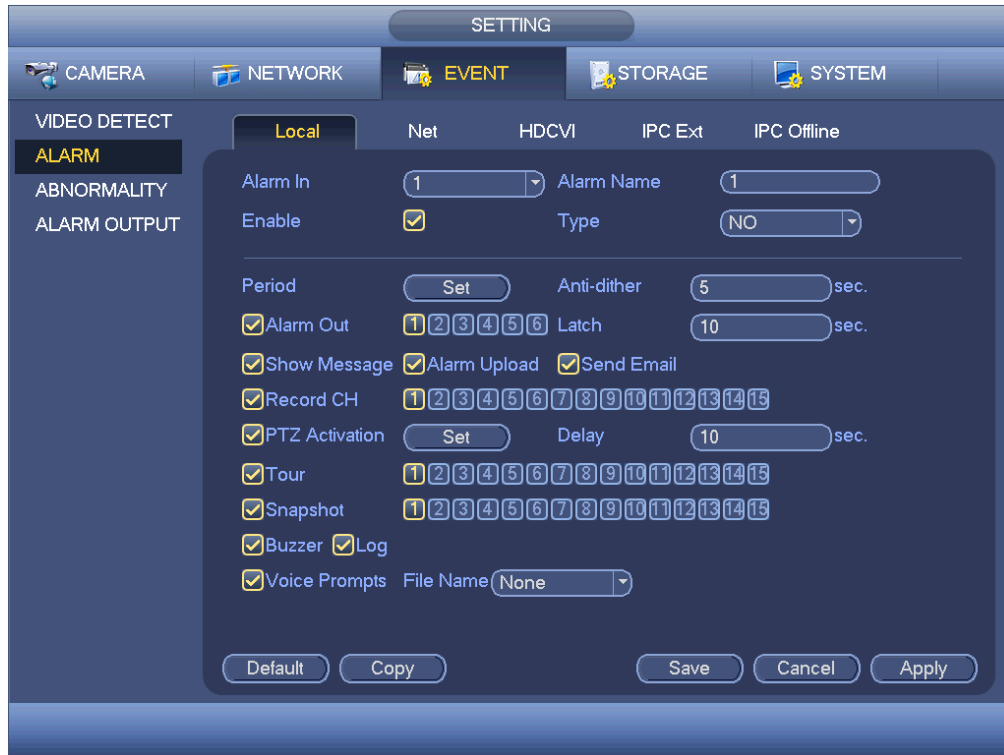 SETTING
CAMERA NETWORK EVENT STORAGE SYSTEM
VIDEO DETECT
ALARM
ABNORMALITY
ALARM OUTPUT
Local Net HDCVI IPC Ext IPC Offline
Alarm In 1 Alarm Name 1
Enable Type NO
Period Set Anti-dither 5 sec.
Alarm Out 1 2 3 4 5 6 Latch 10 sec.
Show Message Alarm Upload Send Email
Record CH 1 2 3 4 5 6 7 8 9 10 11 12 13 14 15
PTZ Activation Set Delay 10 sec.
Tour 1 2 3 4 5 6 7 8 9 10 11 12 13 14 15
Snapshot 1 2 3 4 5 6 7 8 9 10 11 12 13 14 15
Buzzer Log
Voice Prompts File Name None
Default Copy Save Cancel Apply